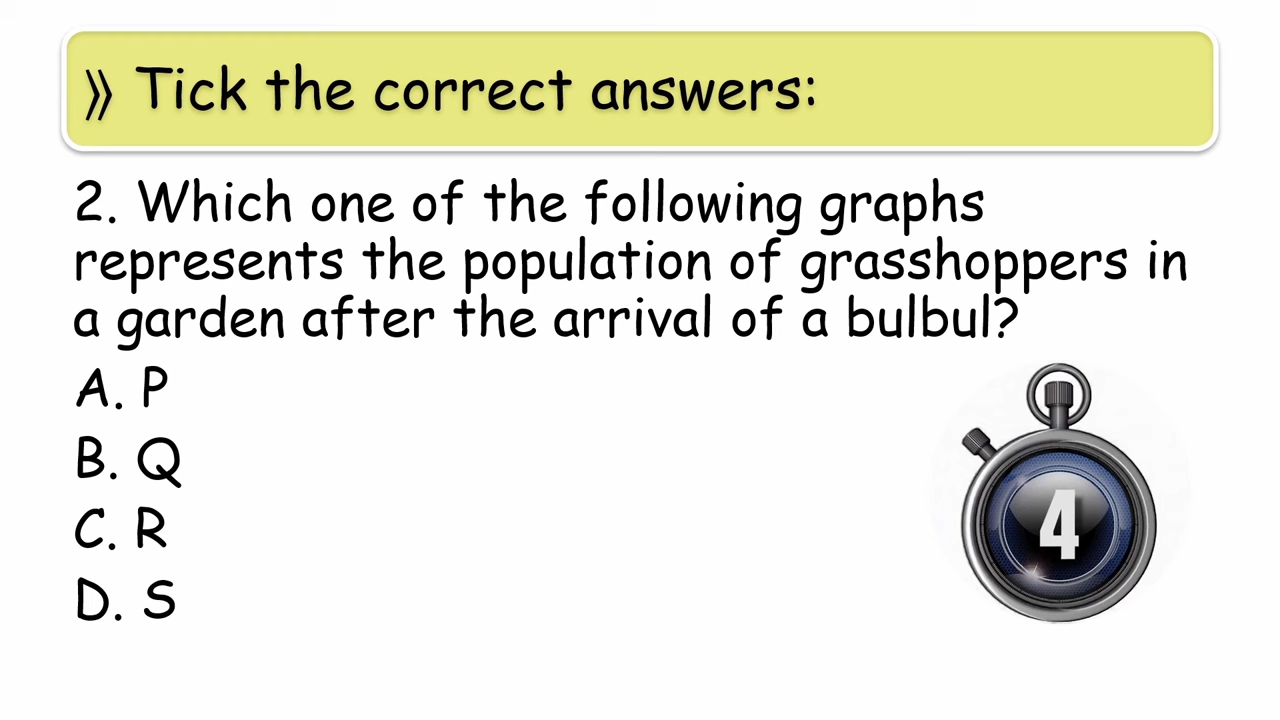 ⟫ Tick the correct answers:
2. Which one of the following graphs
represents the population of grasshoppers in
a garden after the arrival of a bulbul?
A. P
B. Q
C. R
D. S
4